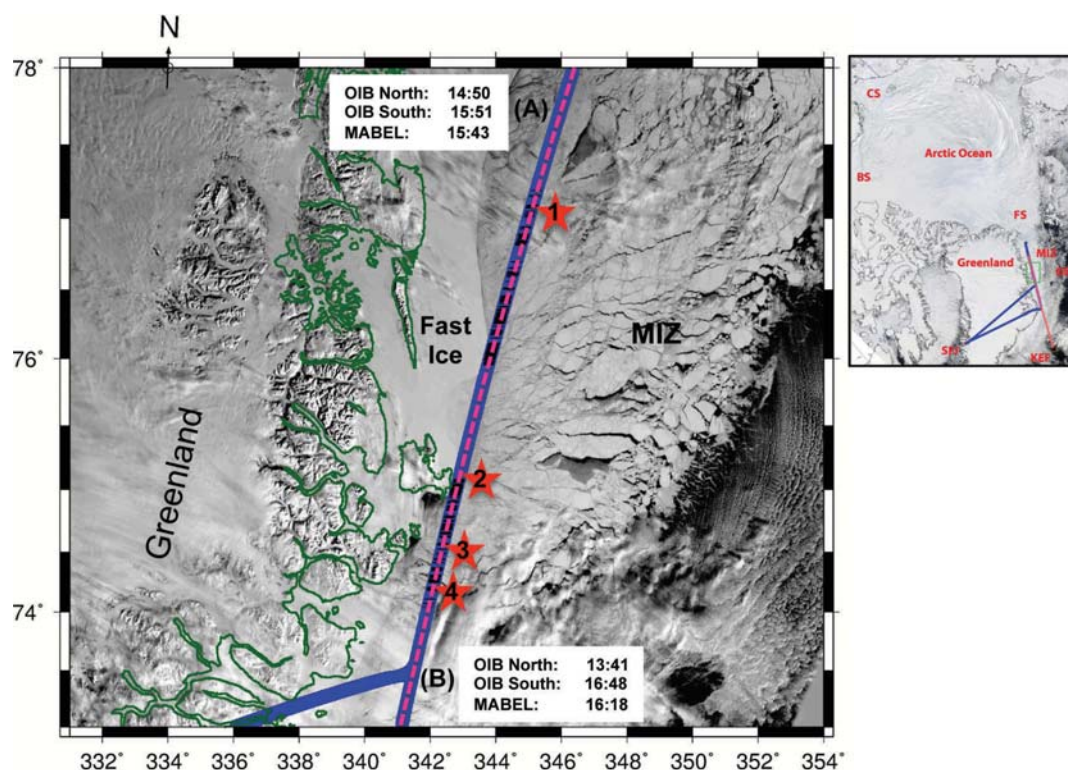 N
78°
76°
74°
332° 334° 336° 338° 340° 342° 344° 346° 348° 350° 352° 354°
OIB North: 14:50
OIB South: 15:51
MABEL: 15:43
(A)
1
Fast
Ice
MIZ
2
3
4
Greenland
(B)
OIB North: 13:41
OIB South: 16:48
MABEL: 16:18
CS
Arctic Ocean
BS
FS
Greenland
MIZ
KEF